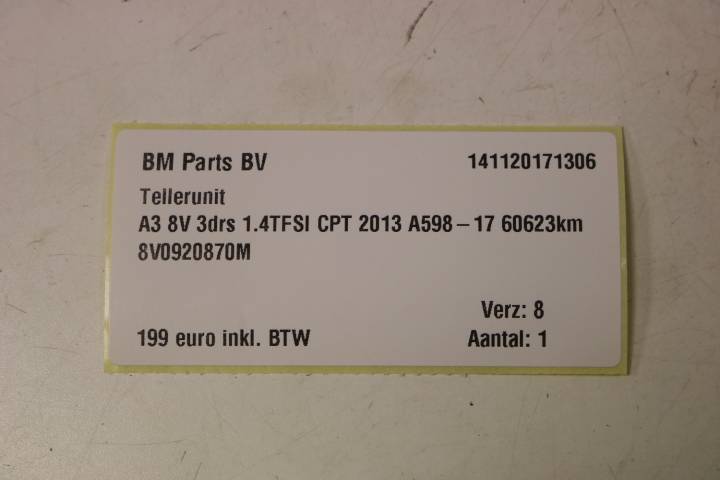 BM Parts BV 141120171306
Tellerunit
A3 8V 3drs 1.4TFSI CPT 2013 A598-17 60623km
8V0920870M
Verz: 8
199 euro inkl. BTW Aantal: 1